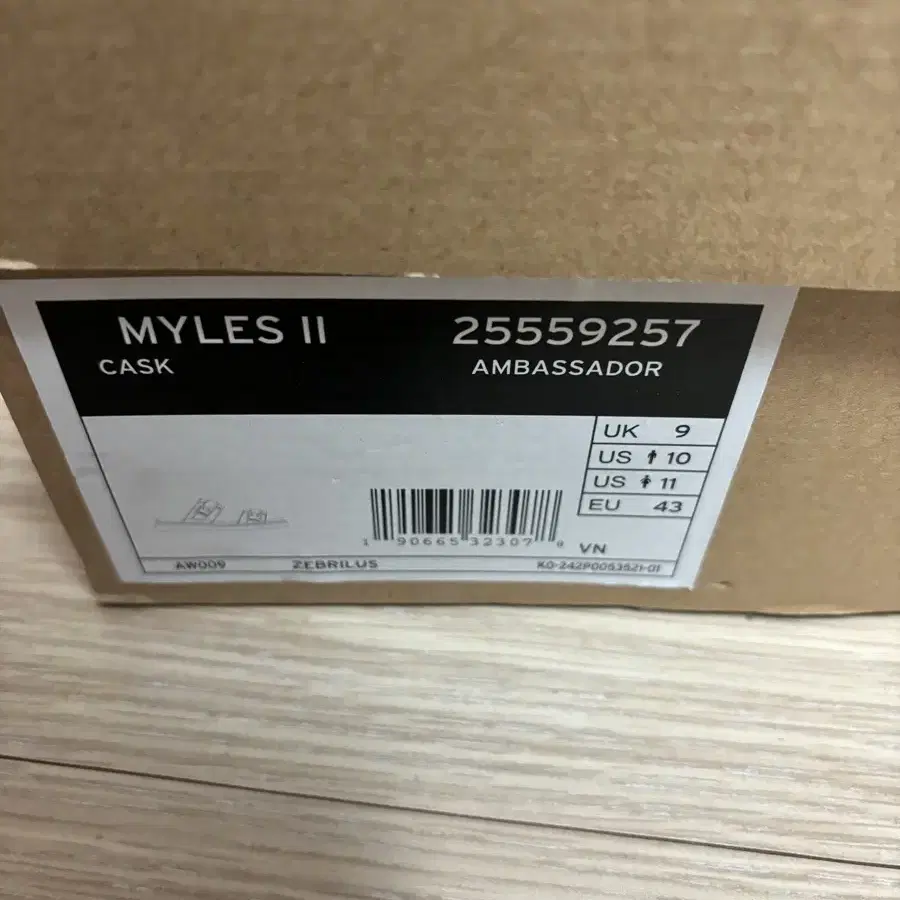 MYLES II 25559257
CASK AMBASSADOR
UK 9
US 10
US 11
EU 43
1 90665 32307 8
VN
AW009 ZEBRILUS K0-242P0053521-01